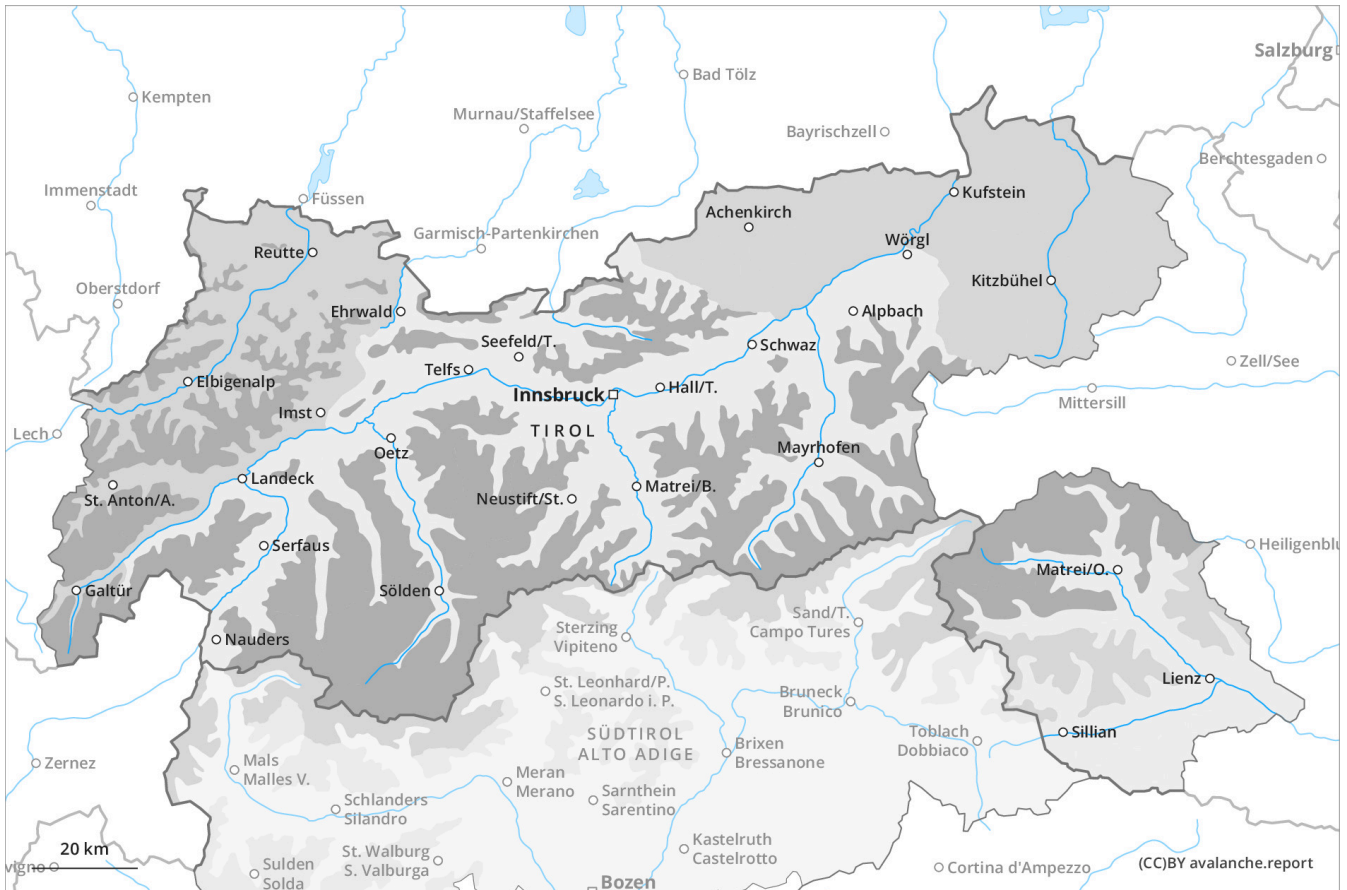 Salzburg
Bad Tölz
Kempten
Murnau/Staffelsee
Bayrischzell
Berchtesgaden
Immenstadt
Füssen
Kufstein
Achenkirch
Garmisch-Partenkirchen
Wörgl
Reutte
Kitzbühel
Oberstdorf
Ehrwald
Alpbach
Seefeld/T.
Schwaz
Zell/See
Telfs
Elbigenalp
Hall/T.
Innsbruck
Mittersill
Imst
TIROL
Lech
Oetz
Mayrhofen
Landeck
St. Anton/A.
Neustift/St.
Matrei/B.
Serfaus
Heiligenblu
Matrei/O.
Galtür
Sölden
Sand/T.
Campo Tures
Nauders
Sterzing
Vipiteno
Lienz
St. Leonhard/P.
S. Leonardo i. P.
Bruneck
Brunico
SÜDTIROL
ALTO ADIGE
Toblach
Dobbiaco
Sillian
Brixen
Bressanone
Zernez
Mals
Malles V.
Meran
Merano
Sarnthein
Sarentino
Schlanders
Silandro
Kastelruth
Castelrotto
20 km
St. Walburg
S. Valburga
vigno
Sulden
Solda
Cortina d'Ampezzo
(CC)BY avalanche.report
Bozen